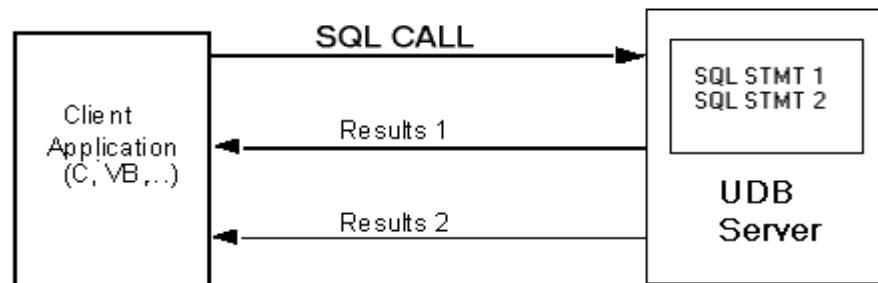 SQL CALL
SQL STMT 1
SQL STMT 2
Client
Application
(C, VB,..)
Results 1
Results 2
UDB
Server